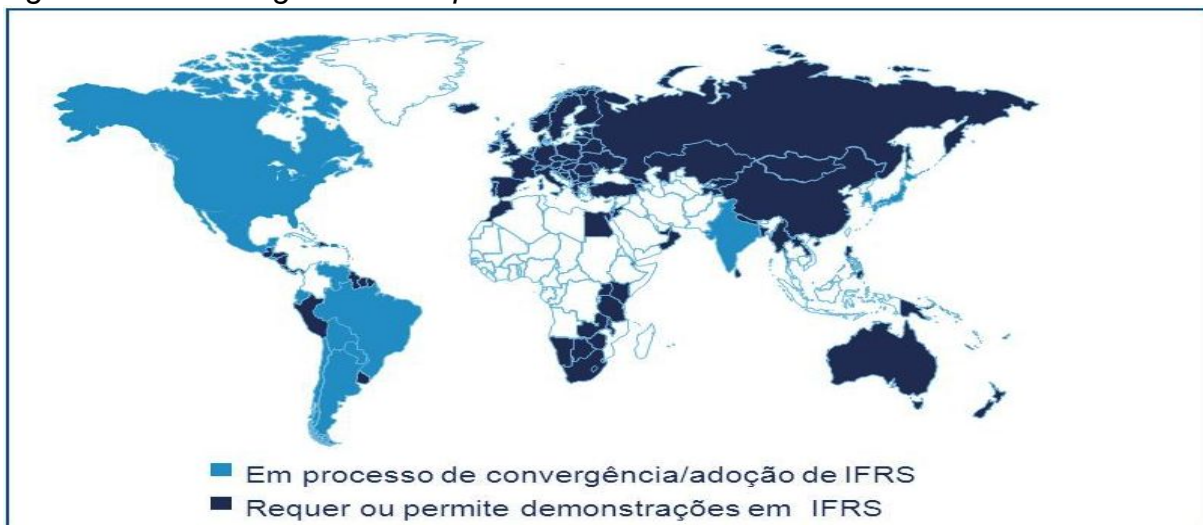 Em processo de convergência/adoção de IFRS
Requer ou permite demonstrações em IFRS